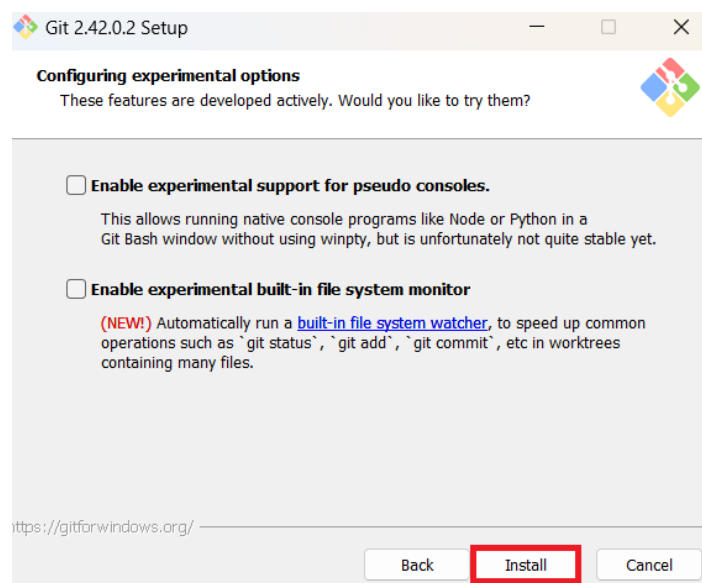 Git 2.42.0.2 Setup
Configuring experimental options
These features are developed actively. Would you like to try them?
Enable experimental support for pseudo consoles.
This allows running native console programs like Node or Python in a
Git Bash window without using winpty, but is unfortunately not quite stable yet.
Enable experimental built-in file system monitor
(NEW!) Automatically run a built-in file system watcher, to speed up common
operations such as `git status`, `git add`, `git commit`, etc in worktrees
containing many files.
https://gitforwindows.org/
Back Install Cancel